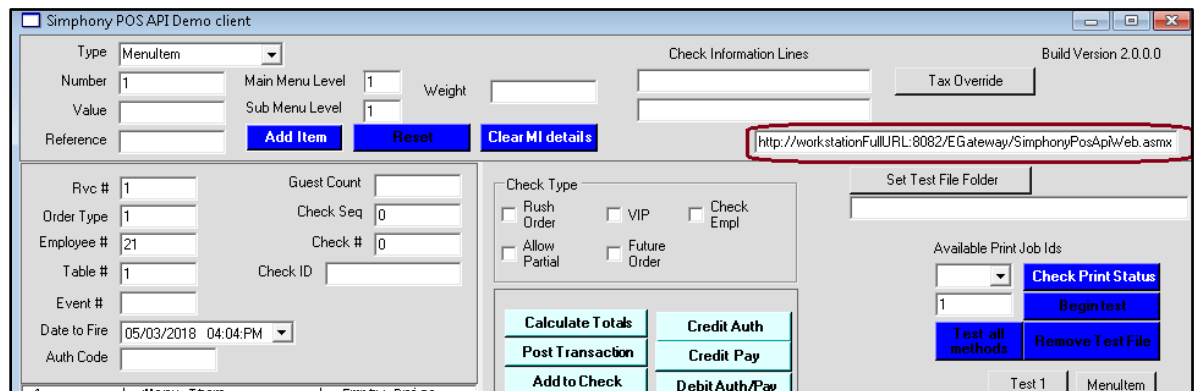 Simphony POS API Demo client
Type MenuItem Check Information Lines Build Version 2.0.0.0
Number 1 Main Menu Level 1 Weight Tax Override
Value Sub Menu Level 1
Reference Add Item Reset Clear MI details http://workstationFullURL:8082/EGateway/SimphonyPosApiWeb.asmx
Rvc # 1 Guest Count Check Type Set Test File Folder
Order Type 1 Check Seq 0 Rush Order VIP Check Empl
Employee # 21 Check # 0 Allow Partial Future Order Available Print Job Ids
Table # 1 Check ID Check Print Status
Event # 1 Begin test
Date to Fire 05/03/2018 04:04:PM Calculate Totals Credit Auth Test all methods Remove Test File
Auth Code Post Transaction Credit Pay
Add to Check Debit Auth/Pay Test 1 MenuItem